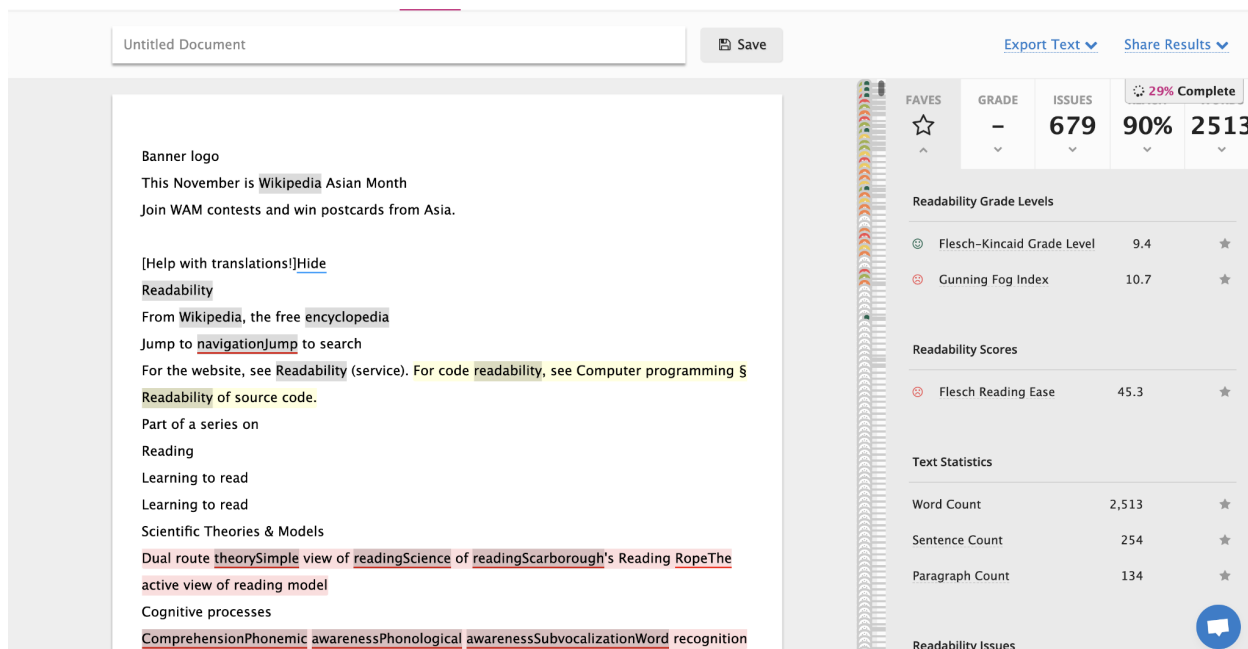 Untitled Document
Save
Export Text
Share Results
Banner logo
This November is Wikipedia Asian Month
Join WAM contests and win postcards from Asia.
[Help with translations!]Hide
Readability
From Wikipedia, the free encyclopedia
Jump to navigationJump to search
For the website, see Readability (service). For code readability, see Computer programming §
Readability of source code.
Part of a series on
Reading
Learning to read
Learning to read
Scientific Theories & Models
Dual route theorySimple view of readingScience of readingScarborough's Reading RopeThe
active view of reading model
Cognitive processes
ComprehensionPhonemic awarenessPhonological awarenessSubvocalizationWord recognition
29% Complete
FAVES
GRADE
–
ISSUES
679
90%
2513
Readability Grade Levels
Flesch-Kincaid Grade Level 9.4
Gunning Fog Index 10.7
Readability Scores
Flesch Reading Ease 45.3
Text Statistics
Word Count 2,513
Sentence Count 254
Paragraph Count 134
Readability Issues